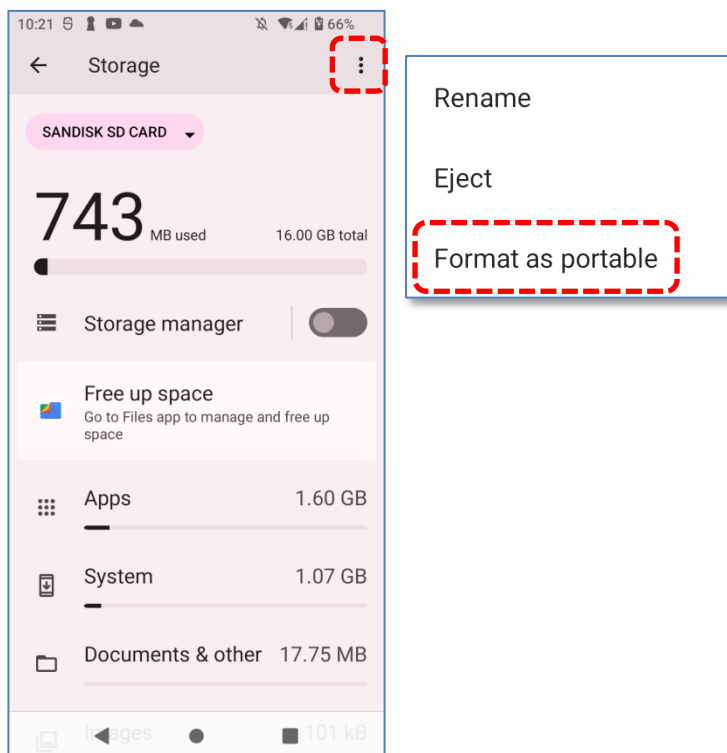 10:21 66%
Storage
SANDISK SD CARD
743 MB used 16.00 GB total
Storage manager
Free up space
Go to Files app to manage and free up
space
Apps 1.60 GB
System 1.07 GB
Documents & other 17.75 MB
Images 101 kB
Rename
Eject
Format as portable